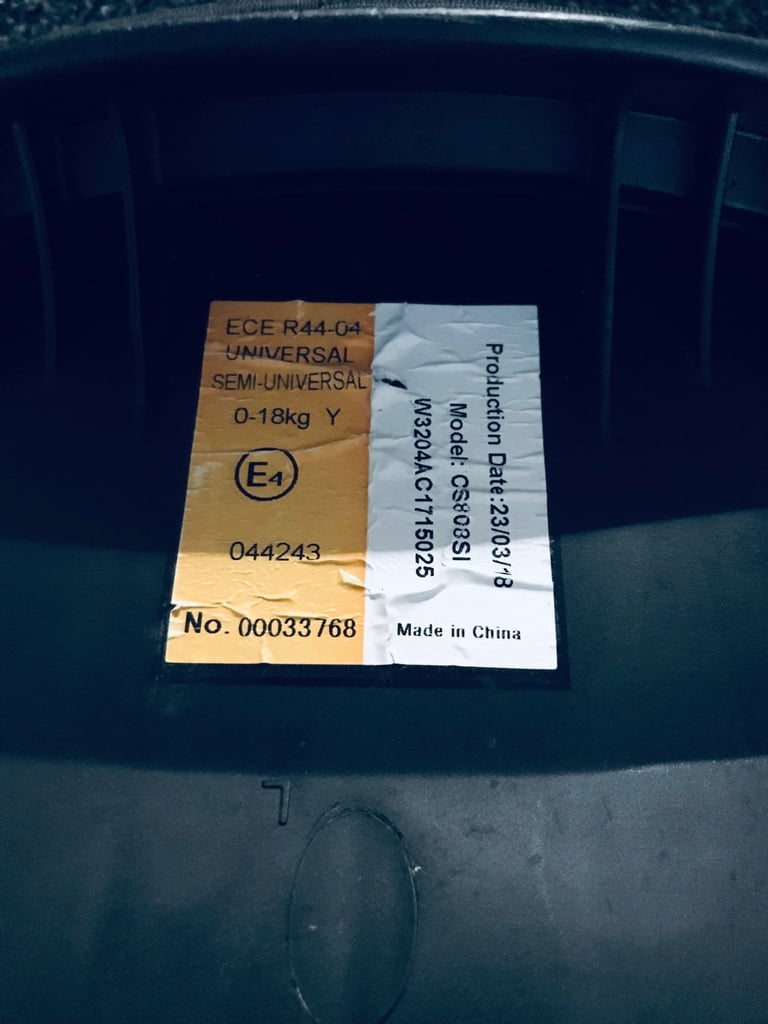 ECE R44-04
UNIVERSAL
SEMI-UNIVERSAL
0-18kg Y
E4
044243
No. 00033768
Production Date:23/03/18
Model: CS808SI
W3204AC1715025
Made in China